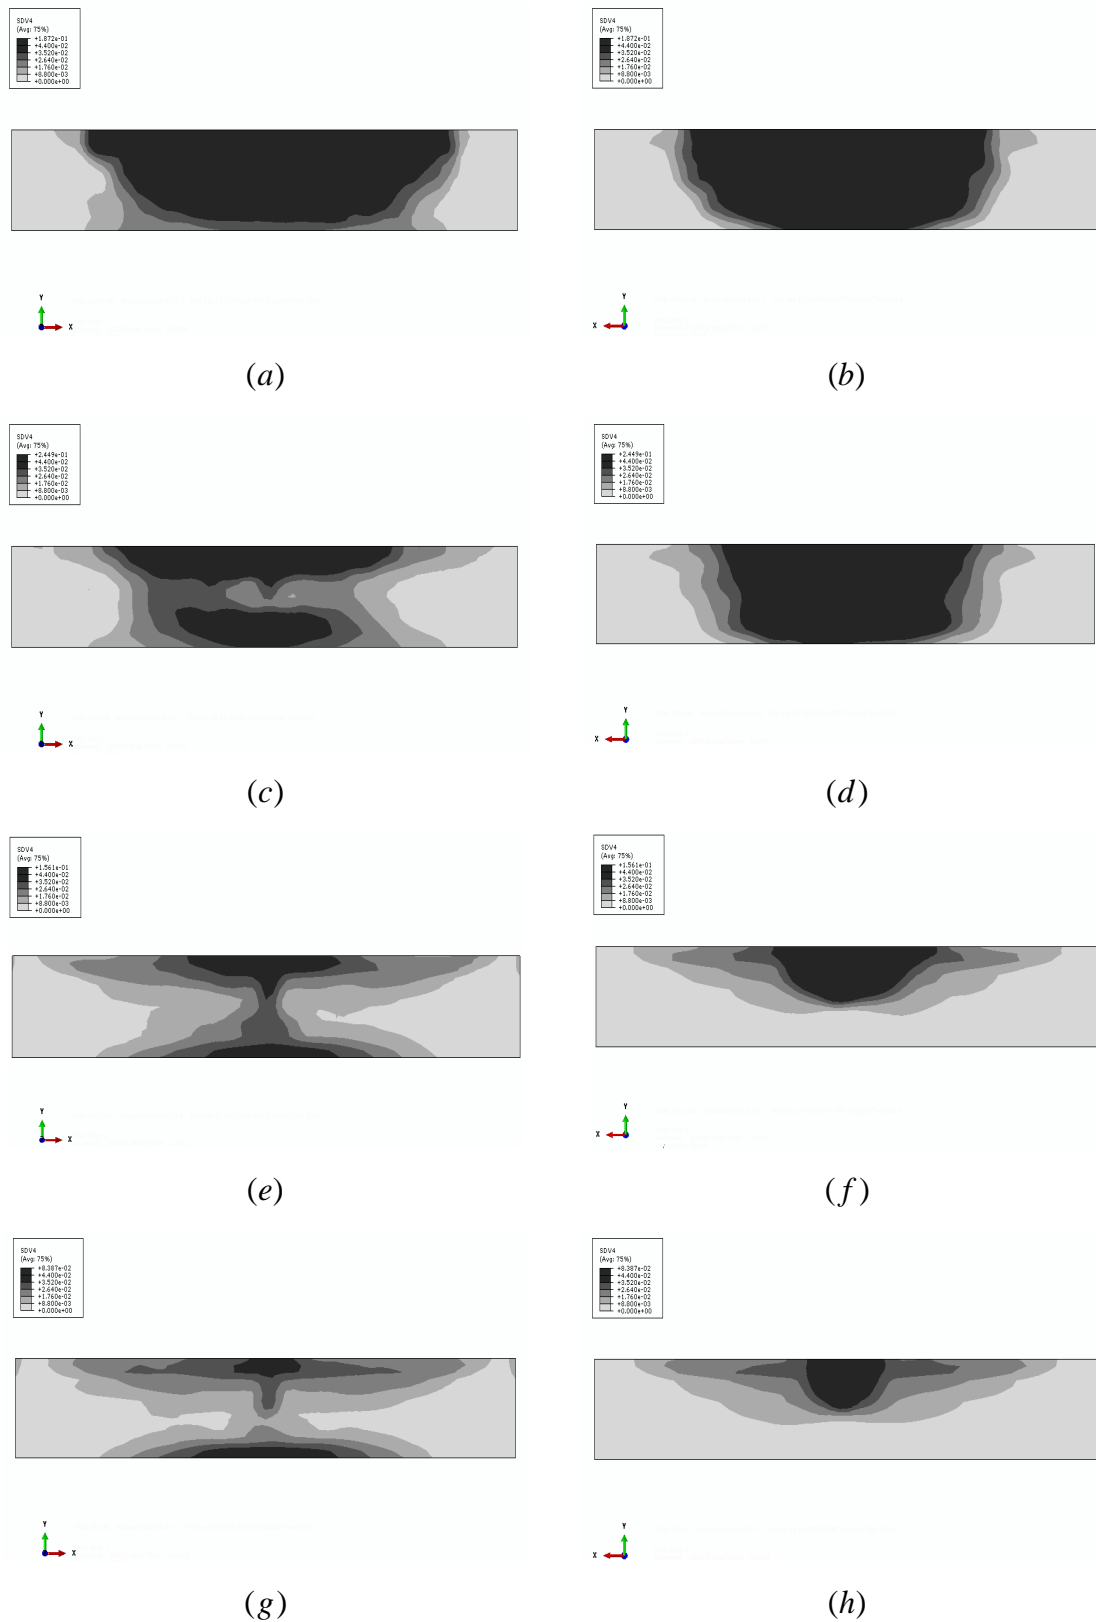 SDV4
(Avg: 75%)
+1.872e-01
+4.400e-02
+3.520e-02
+2.640e-02
+1.760e-02
+8.800e-03
+0.000e+00
Y
X
(a)
SDV4
(Avg: 75%)
+1.872e-01
+4.400e-02
+3.520e-02
+2.640e-02
+1.760e-02
+8.800e-03
+0.000e+00
Y
X
(b)
SDV4
(Avg: 75%)
+2.449e-01
+4.400e-02
+3.520e-02
+2.640e-02
+1.760e-02
+8.800e-03
+0.000e+00
Y
X
(c)
SDV4
(Avg: 75%)
+2.449e-01
+4.400e-02
+3.520e-02
+2.640e-02
+1.760e-02
+8.800e-03
+0.000e+00
Y
X
(d)
SDV4
(Avg: 75%)
+1.561e-01
+4.400e-02
+3.520e-02
+2.640e-02
+1.760e-02
+8.800e-03
+0.000e+00
Y
X
(e)
SDV4
(Avg: 75%)
+1.561e-01
+4.400e-02
+3.520e-02
+2.640e-02
+1.760e-02
+8.800e-03
+0.000e+00
Y
X
(f)
SDV4
(Avg: 75%)
+8.387e-02
+4.400e-02
+3.520e-02
+2.640e-02
+1.760e-02
+8.800e-03
+0.000e+00
Y
X
(g)
SDV4
(Avg: 75%)
+8.387e-02
+4.400e-02
+3.520e-02
+2.640e-02
+1.760e-02
+8.800e-03
+0.000e+00
Y
X
(h)